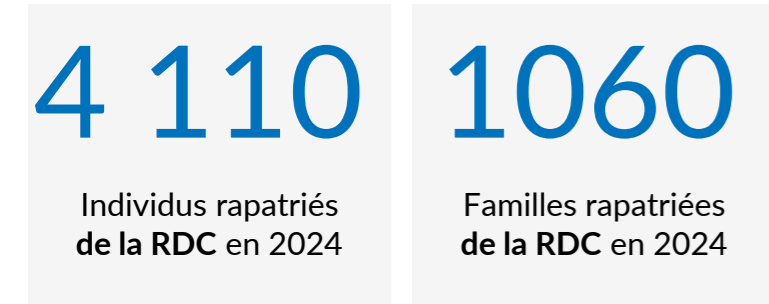 4 110
Individus rapatriés
de la RDC en 2024
1060
Familles rapatriées
de la RDC en 2024